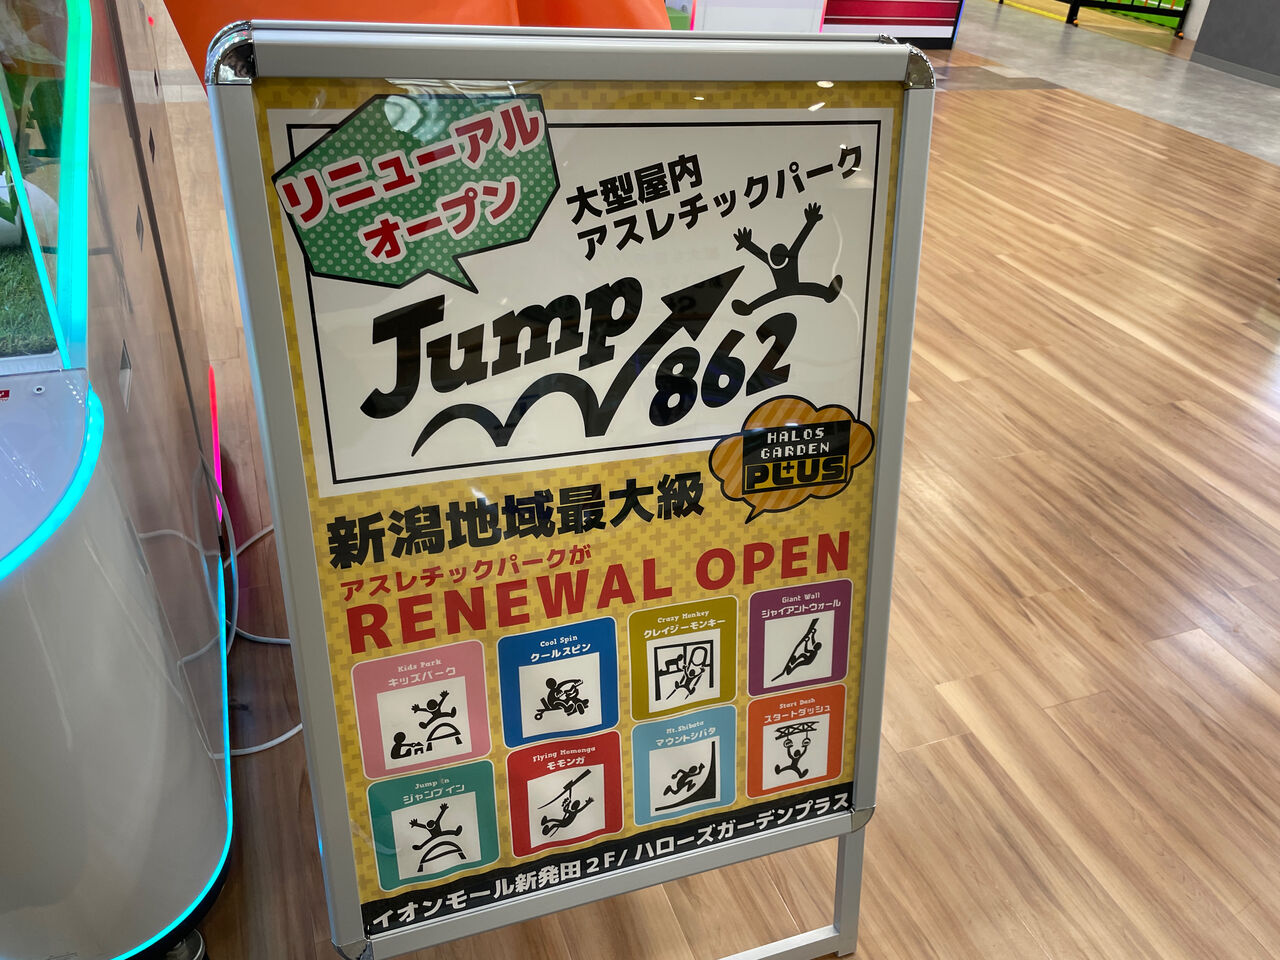 リニューアル
オープン
大型屋内
アスレチックパーク
Jump
862
HALOS
GARDEN
PLUS
新潟地域最大級
アスレチックパークが
RENEWAL OPEN
Kids Park
キッズパーク
Cool Spin
クールスピン
Crazy Monkey
クレイジーモンキー
Giant Wall
ジャイアントウォール
Jump In
ジャンプイン
Flying Momonga
モモンガ
Mt.Shibata
マウントシバタ
Start Dash
スタートダッシュ
イオンモール新発田2F/ハローズガーデンプラス